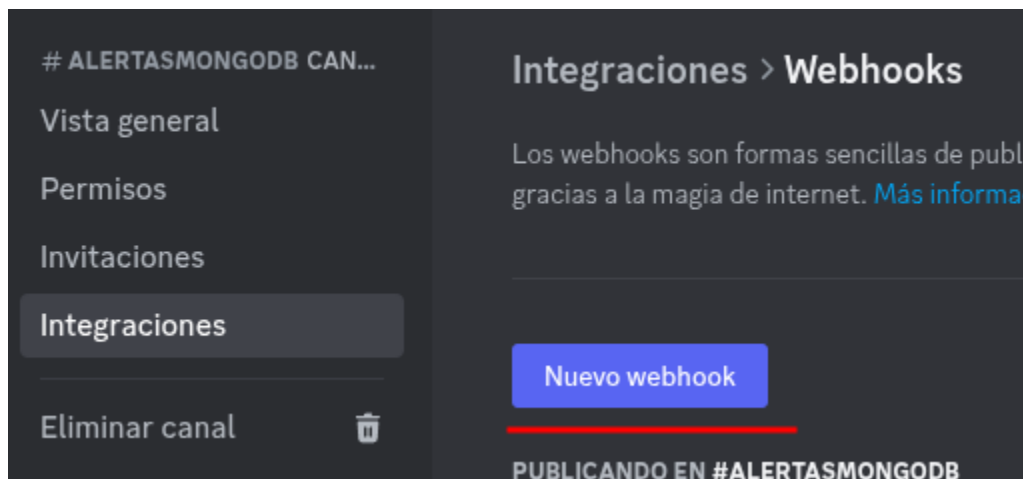 # ALERTASMONGODB CAN...
Vista general
Permisos
Invitaciones
Integraciones
Eliminar canal
Integraciones > Webhooks
Los webhooks son formas sencillas de publ
gracias a la magia de internet. Más informa
Nuevo webhook
PUBLICANDO EN #ALERTASMONGODB